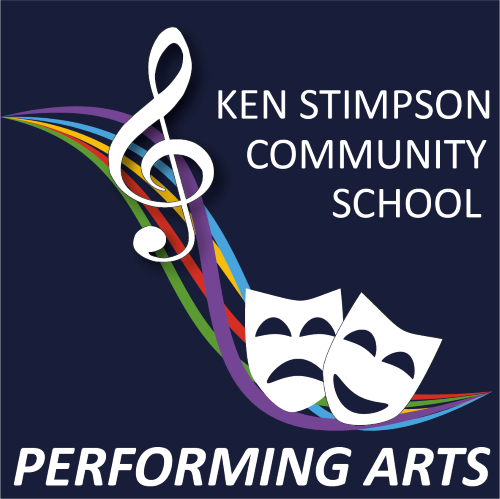 KEN STIMPSON
COMMUNITY
SCHOOL
PERFORMING ARTS